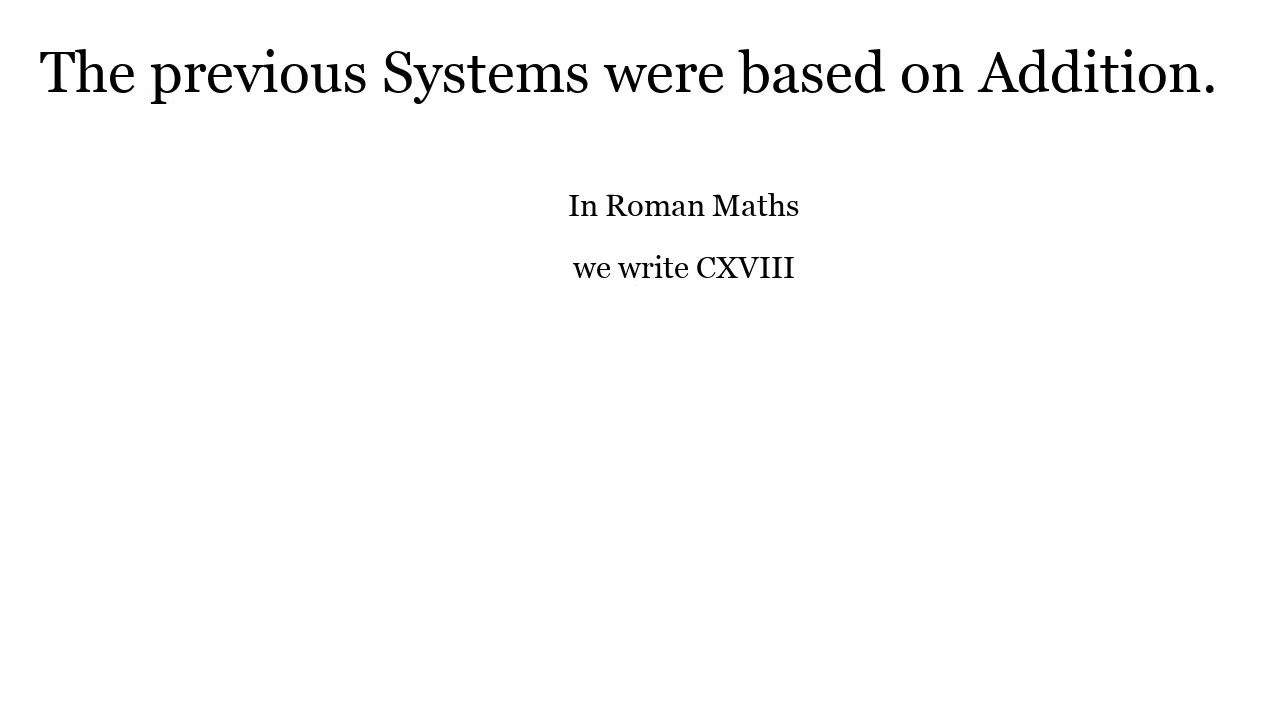 The previous Systems were based on Addition.
In Roman Maths
we write CXVIII